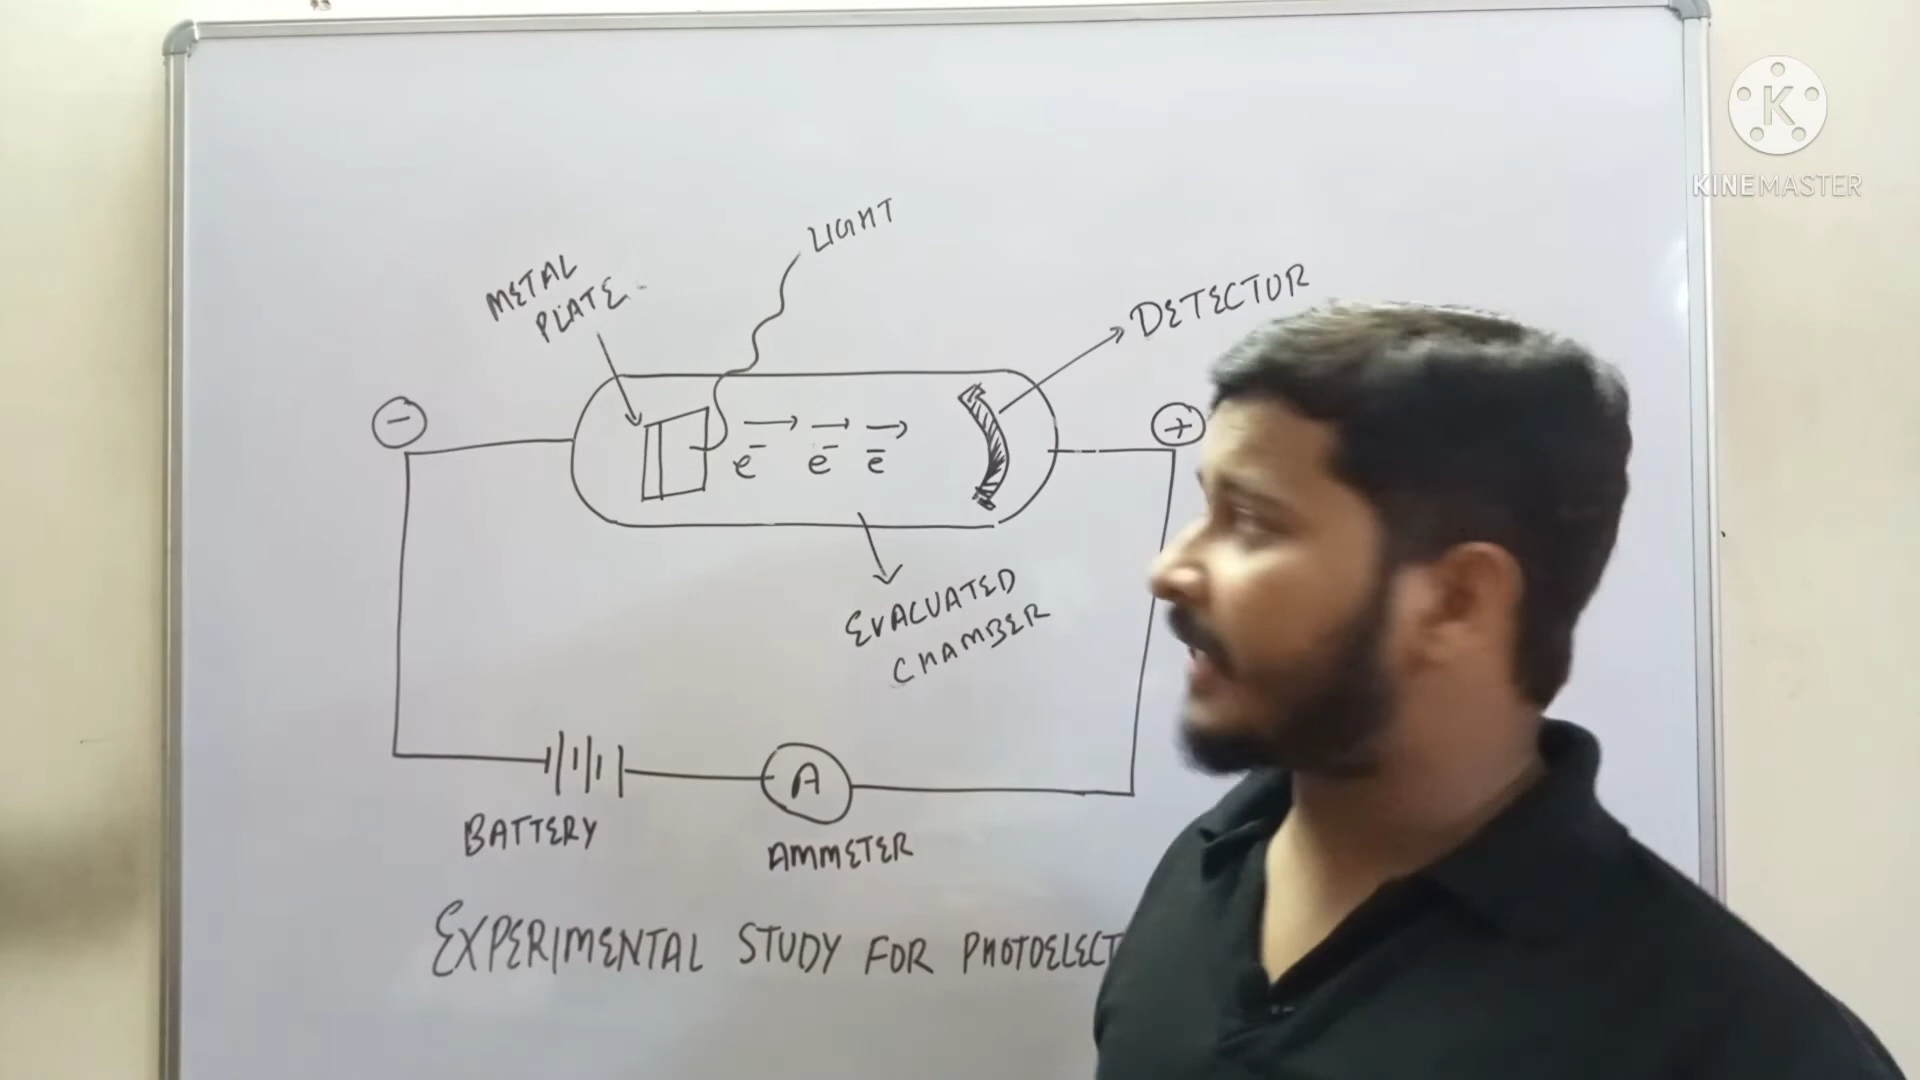 K
KINEMASTER
LIGHT
METAL
PLATE
DETECTOR
−
+
e⁻ e⁻ e⁻
EVACUATED
CHAMBER
A
BATTERY
AMMETER
EXPERIMENTAL STUDY FOR PHOTOELECT